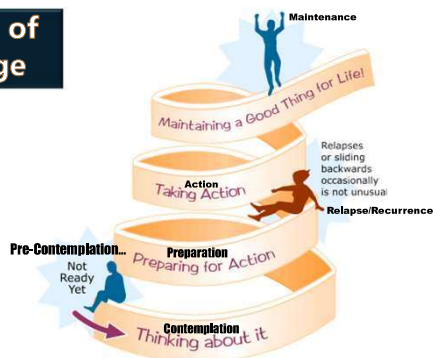 of
ge
Maintenance
Maintaining a Good Thing for Life!
Relapses
or sliding
backwards
occasionally
is not unusual
Action
Taking Action
Relapse/Recurrence
Pre-Contemplation...
Not
Ready
Yet
Preparation
Preparing for Action
Contemplation
Thinking about it